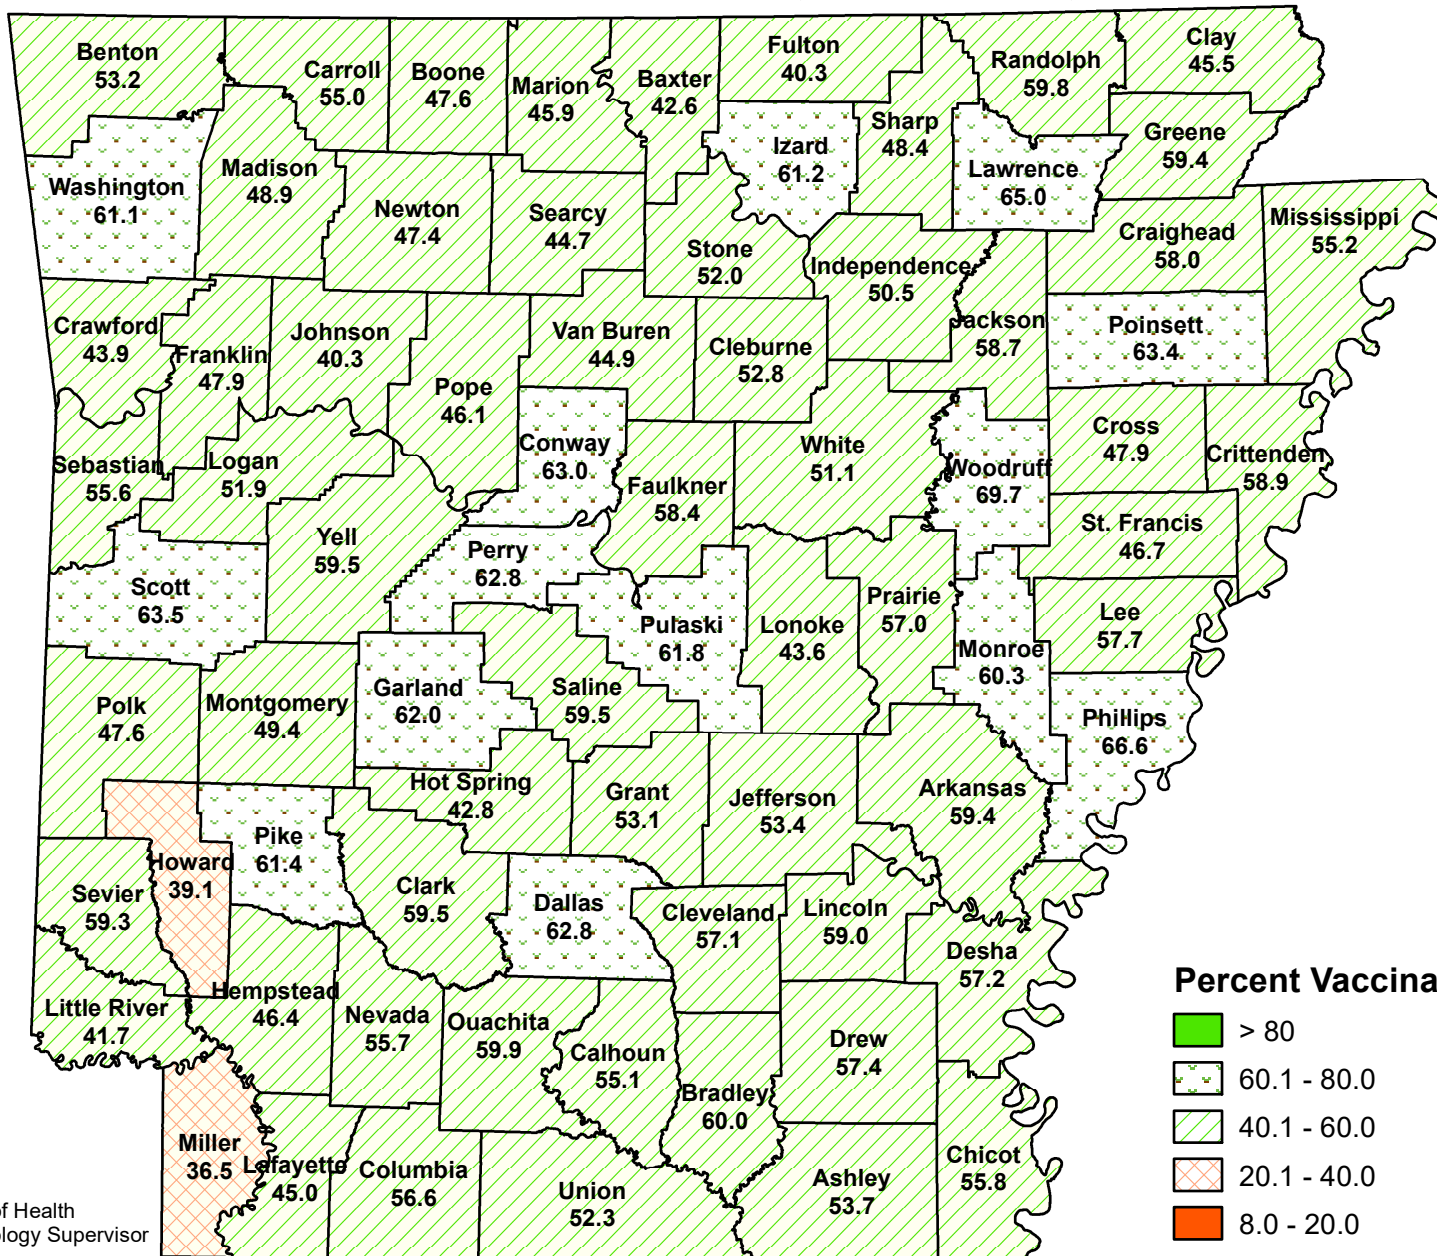 Benton
53.2
Carroll
55.0
Boone
47.6
Marion
45.9
Baxter
42.6
Fulton
40.3
Randolph
59.8
Clay
45.5
Washington
61.1
Madison
48.9
Newton
47.4
Searcy
44.7
Stone
52.0
Izard
61.2
Sharp
48.4
Lawrence
65.0
Greene
59.4
Independence
50.5
Craighead
58.0
Mississippi
55.2
Crawford
43.9
Franklin
47.9
Johnson
40.3
Pope
46.1
Van Buren
44.9
Cleburne
52.8
Jackson
58.7
Poinsett
63.4
Sebastian
55.6
Logan
51.9
Conway
63.0
Faulkner
58.4
White
51.1
Woodruff
69.7
Cross
47.9
Crittenden
58.9
Scott
63.5
Yell
59.5
Perry
62.8
Pulaski
61.8
Lonoke
43.6
Prairie
57.0
Monroe
60.3
St. Francis
46.7
Lee
57.7
Polk
47.6
Montgomery
49.4
Garland
62.0
Saline
59.5
Phillips
66.6
Hot Spring
42.8
Grant
53.1
Jefferson
53.4
Arkansas
59.4
Sevier
59.3
Howard
39.1
Pike
61.4
Clark
59.5
Dallas
62.8
Cleveland
57.1
Lincoln
59.0
Desha
57.2
Little River
41.7
Hempstead
46.4
Nevada
55.7
Ouachita
59.9
Calhoun
55.1
Bradley
60.0
Drew
57.4
Miller
36.5
Lafayette
45.0
Columbia
56.6
Union
52.3
Ashley
53.7
Chicot
55.8
Percent Vaccina
> 80
60.1 - 80.0
40.1 - 60.0
20.1 - 40.0
8.0 - 20.0
of Health
ology Supervisor